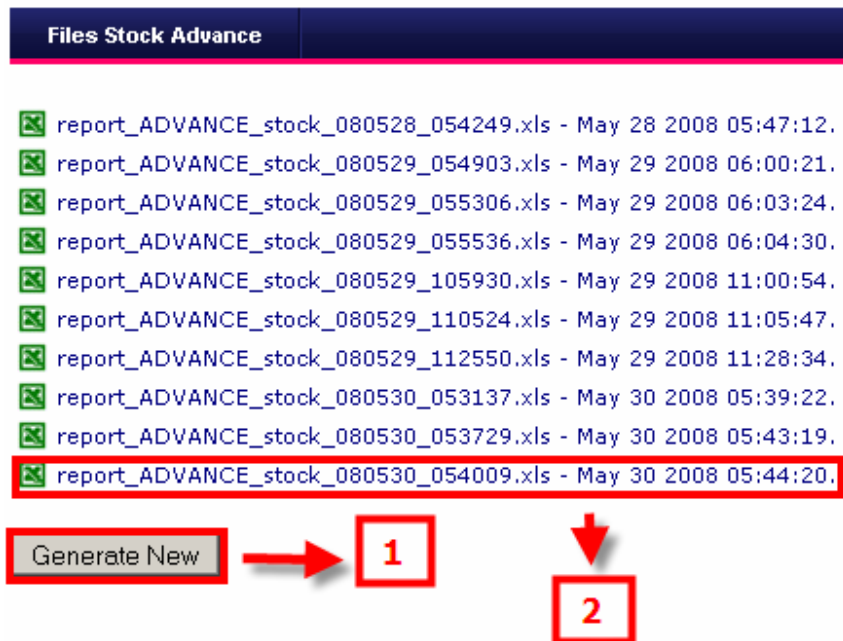 Files Stock Advance
report_ADVANCE_stock_080528_054249.xls - May 28 2008 05:47:12.
report_ADVANCE_stock_080529_054903.xls - May 29 2008 06:00:21.
report_ADVANCE_stock_080529_055306.xls - May 29 2008 06:03:24.
report_ADVANCE_stock_080529_055536.xls - May 29 2008 06:04:30.
report_ADVANCE_stock_080529_105930.xls - May 29 2008 11:00:54.
report_ADVANCE_stock_080529_110524.xls - May 29 2008 11:05:47.
report_ADVANCE_stock_080529_112550.xls - May 29 2008 11:28:34.
report_ADVANCE_stock_080530_053137.xls - May 30 2008 05:39:22.
report_ADVANCE_stock_080530_053729.xls - May 30 2008 05:43:19.
report_ADVANCE_stock_080530_054009.xls - May 30 2008 05:44:20.
Generate New
1
2